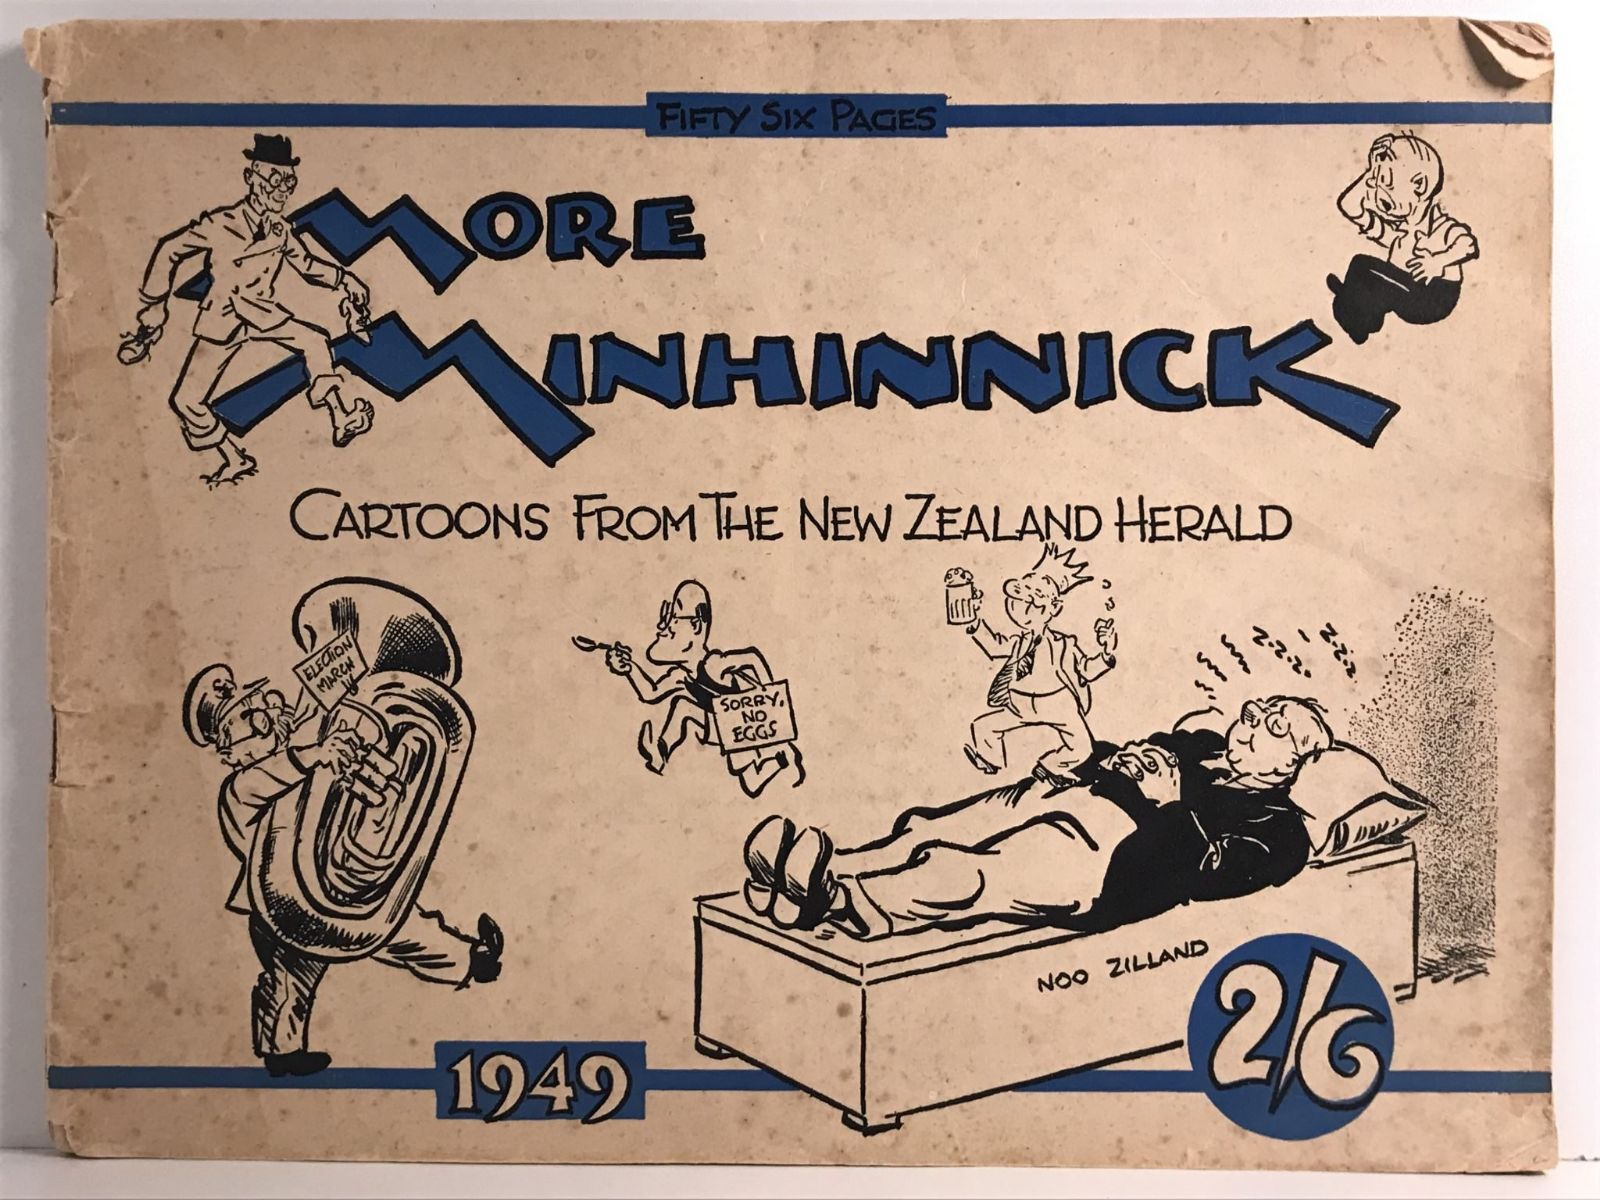 FIFTY SIX PAGES
MORE
MINHINNICK
CARTOONS FROM THE NEW ZEALAND HERALD
ELECTION
MARCH
SORRY,
NO
EGGS
Z-Z-Z-Z-Z-Z-Z
NOO ZILLAND
1949
2/6